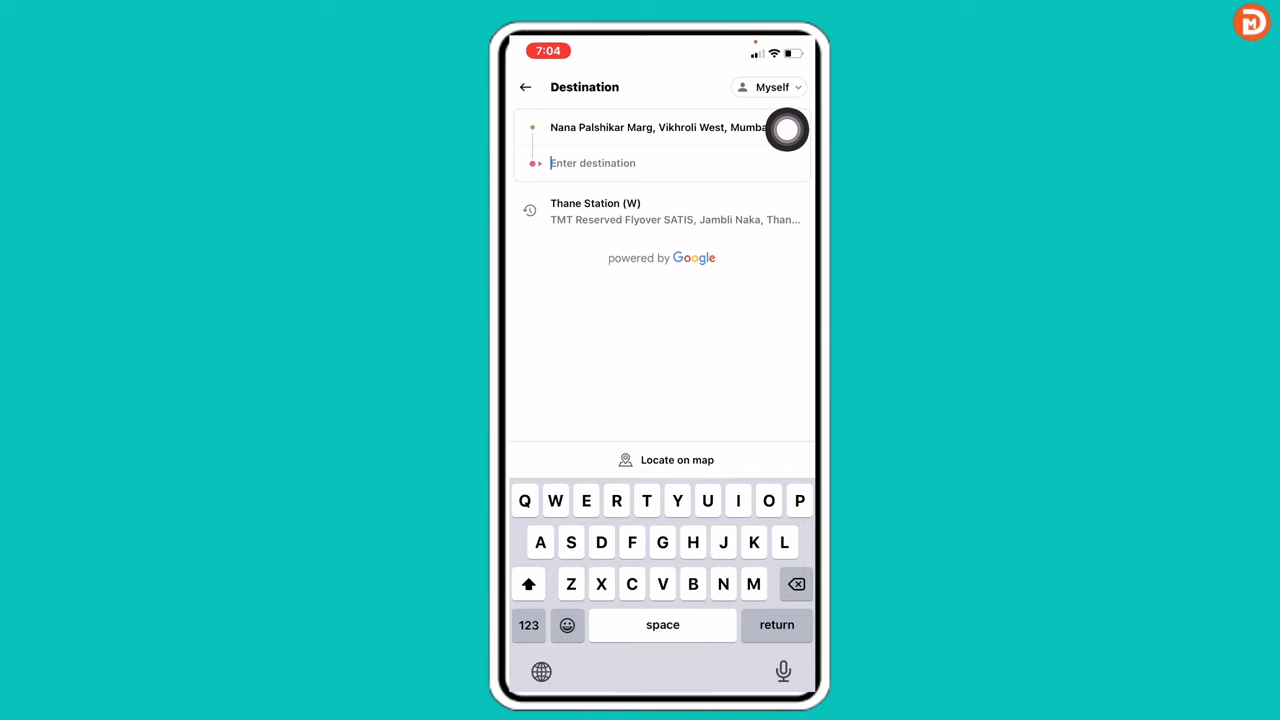 7:04
Destination
Myself
Nana Palshikar Marg, Vikhroli West, Mumba
Enter destination
Thane Station (W)
TMT Reserved Flyover SATIS, Jambli Naka, Than...
powered by Google
Locate on map
Q W E R T Y U I O P
A S D F G H J K L
Z X C V B N M
123 space return